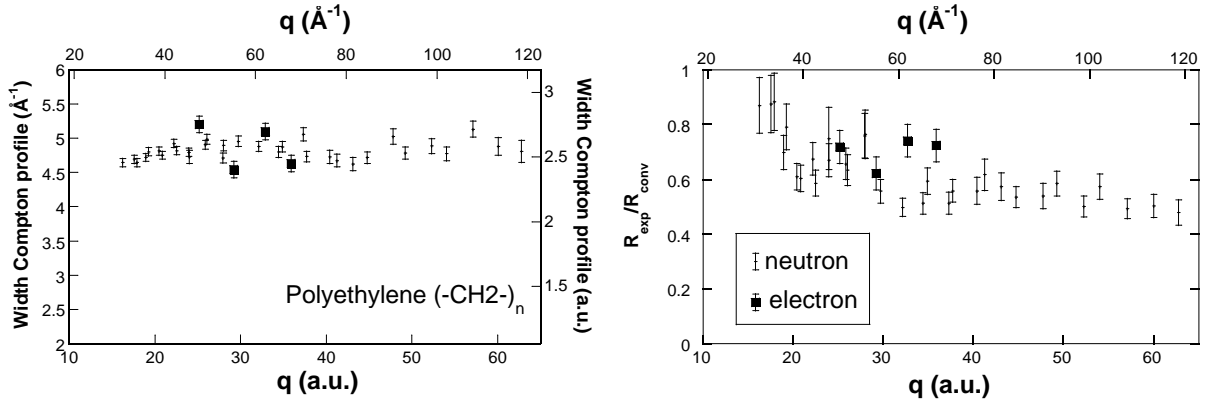 q (Å-1)
20 40 60 80 100 120
6
5.5
5
4.5
4
3.5
3
2.5
2
Width Compton profile (Å-1)
3
2.5
2
1.5
Width Compton profile (a.u.)
Polyethylene (-CH2-)n
10 20 30 40 50 60
q (a.u.)
q (Å-1)
20 40 60 80 100 120
1
0.8
0.6
0.4
0.2
0
Rexp/Rconv
neutron
electron
10 20 30 40 50 60
q (a.u.)